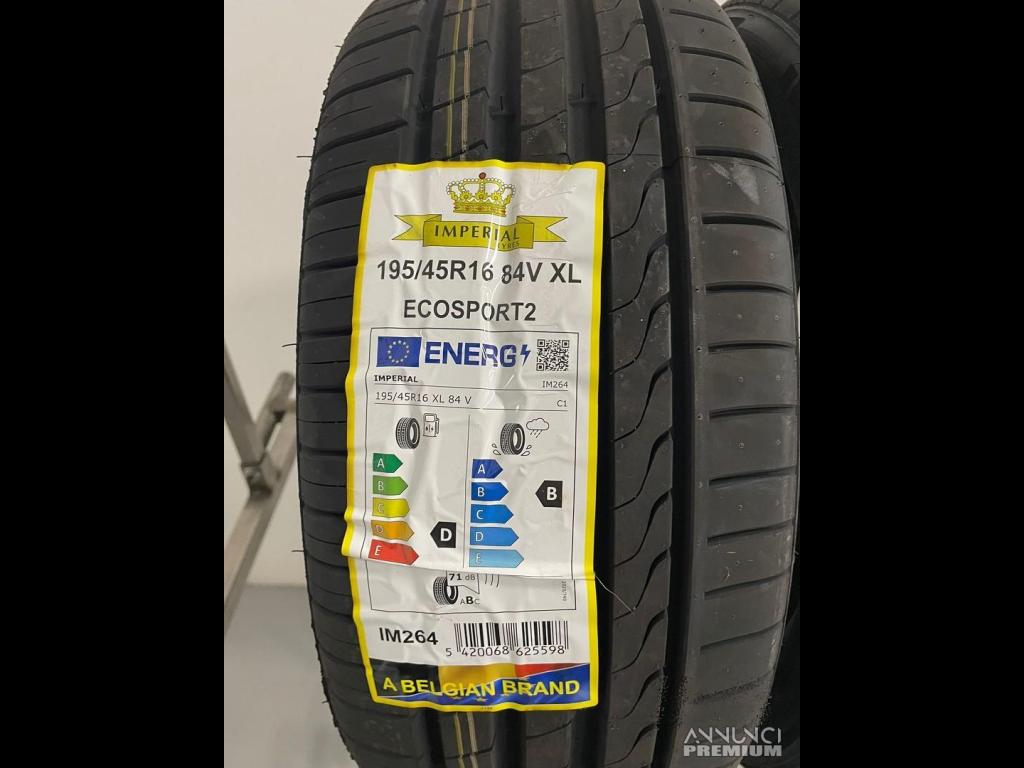 IMPERIAL
TYRES
195/45R16 84V XL
ECOSPORT2
ENERG
IMPERIAL IM264
195/45R16 XL 84 V C1
A A
B B B
C C
D D D
E E
71 dB
ABC
IM264
5 420068 625598
A BELGIAN BRAND
ANNUNCI
PREMIUM